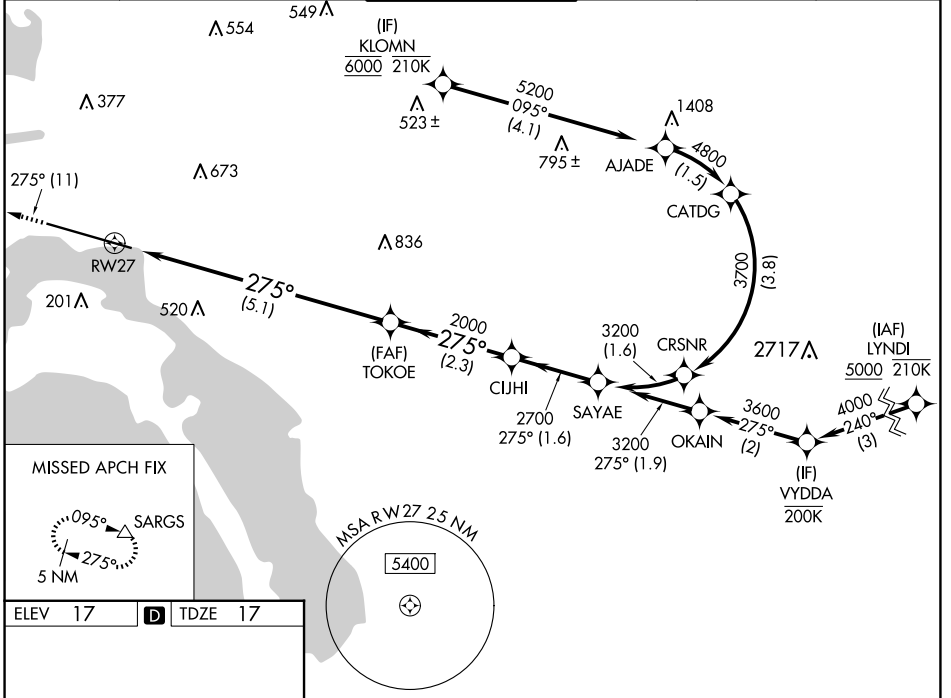 549
554
(IF)
KLOMN
6000 210K
377
523 ±
5200
095°
(4.1)
795 ±
1408
AJADE
4800
(1.5)
CATDG
673
275° (11)
RW27
836
3700
(3.8)
201
520
275°
(5.1)
(FAF)
TOKOE
2000
275°
(2.3)
CIJHI
2700
275° (1.6)
3200
(1.6)
SAYAE
CRSNR
2717
(IAF)
LYNDI
5000 210K
4000
240°
(3)
3600
275°
(2)
OKAIN
3200
275° (1.9)
(IF)
VYDDA
200K
MISSED APCH FIX
095°
SARGS
275°
5 NM
MSA RW27 25 NM
5400
ELEV 17 D TDZE 17